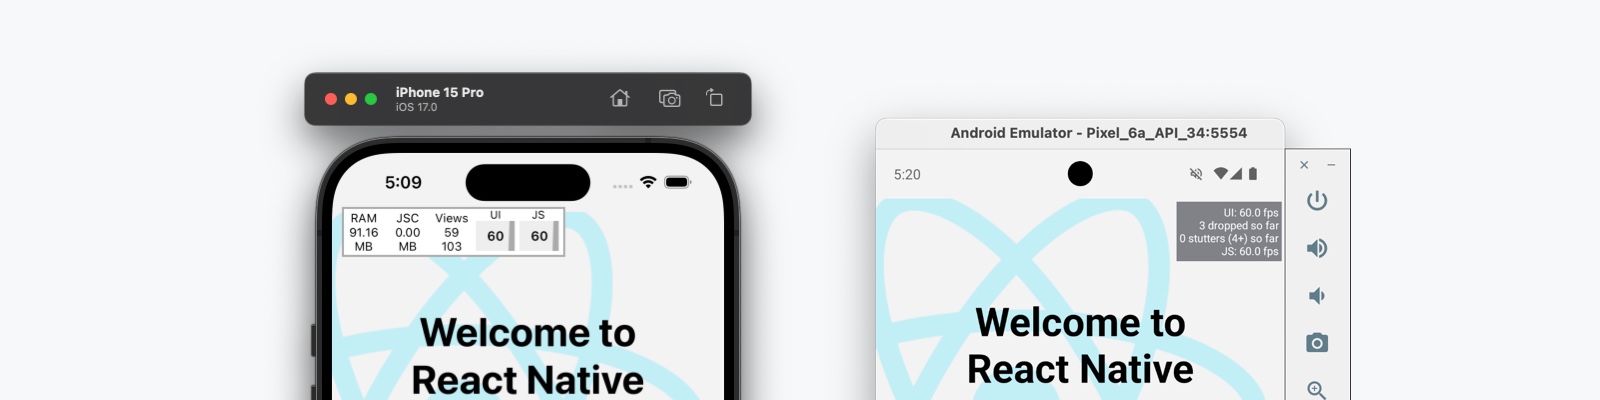 iPhone 15 Pro
iOS 17.0
5:09
RAM JSC Views UI JS
91.16 0.00 59 60 60
MB MB 103
Welcome to
React Native
Android Emulator - Pixel_6a_API_34:5554
5:20
UI: 60.0 fps
3 dropped so far
0 stutters (4+) so far
JS: 60.0 fps
Welcome to
React Native